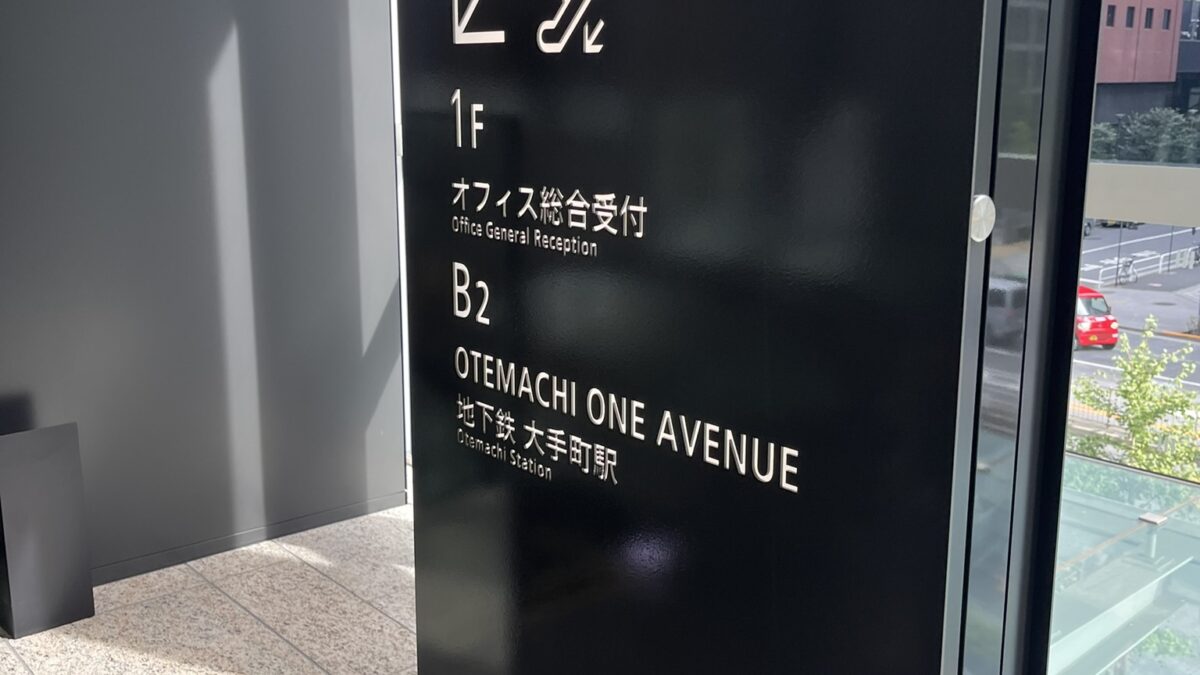 1F
オフィス総合受付
Office General Reception
B2
OTEMACHI ONE AVENUE
地下鉄 大手町駅
Otemachi Station